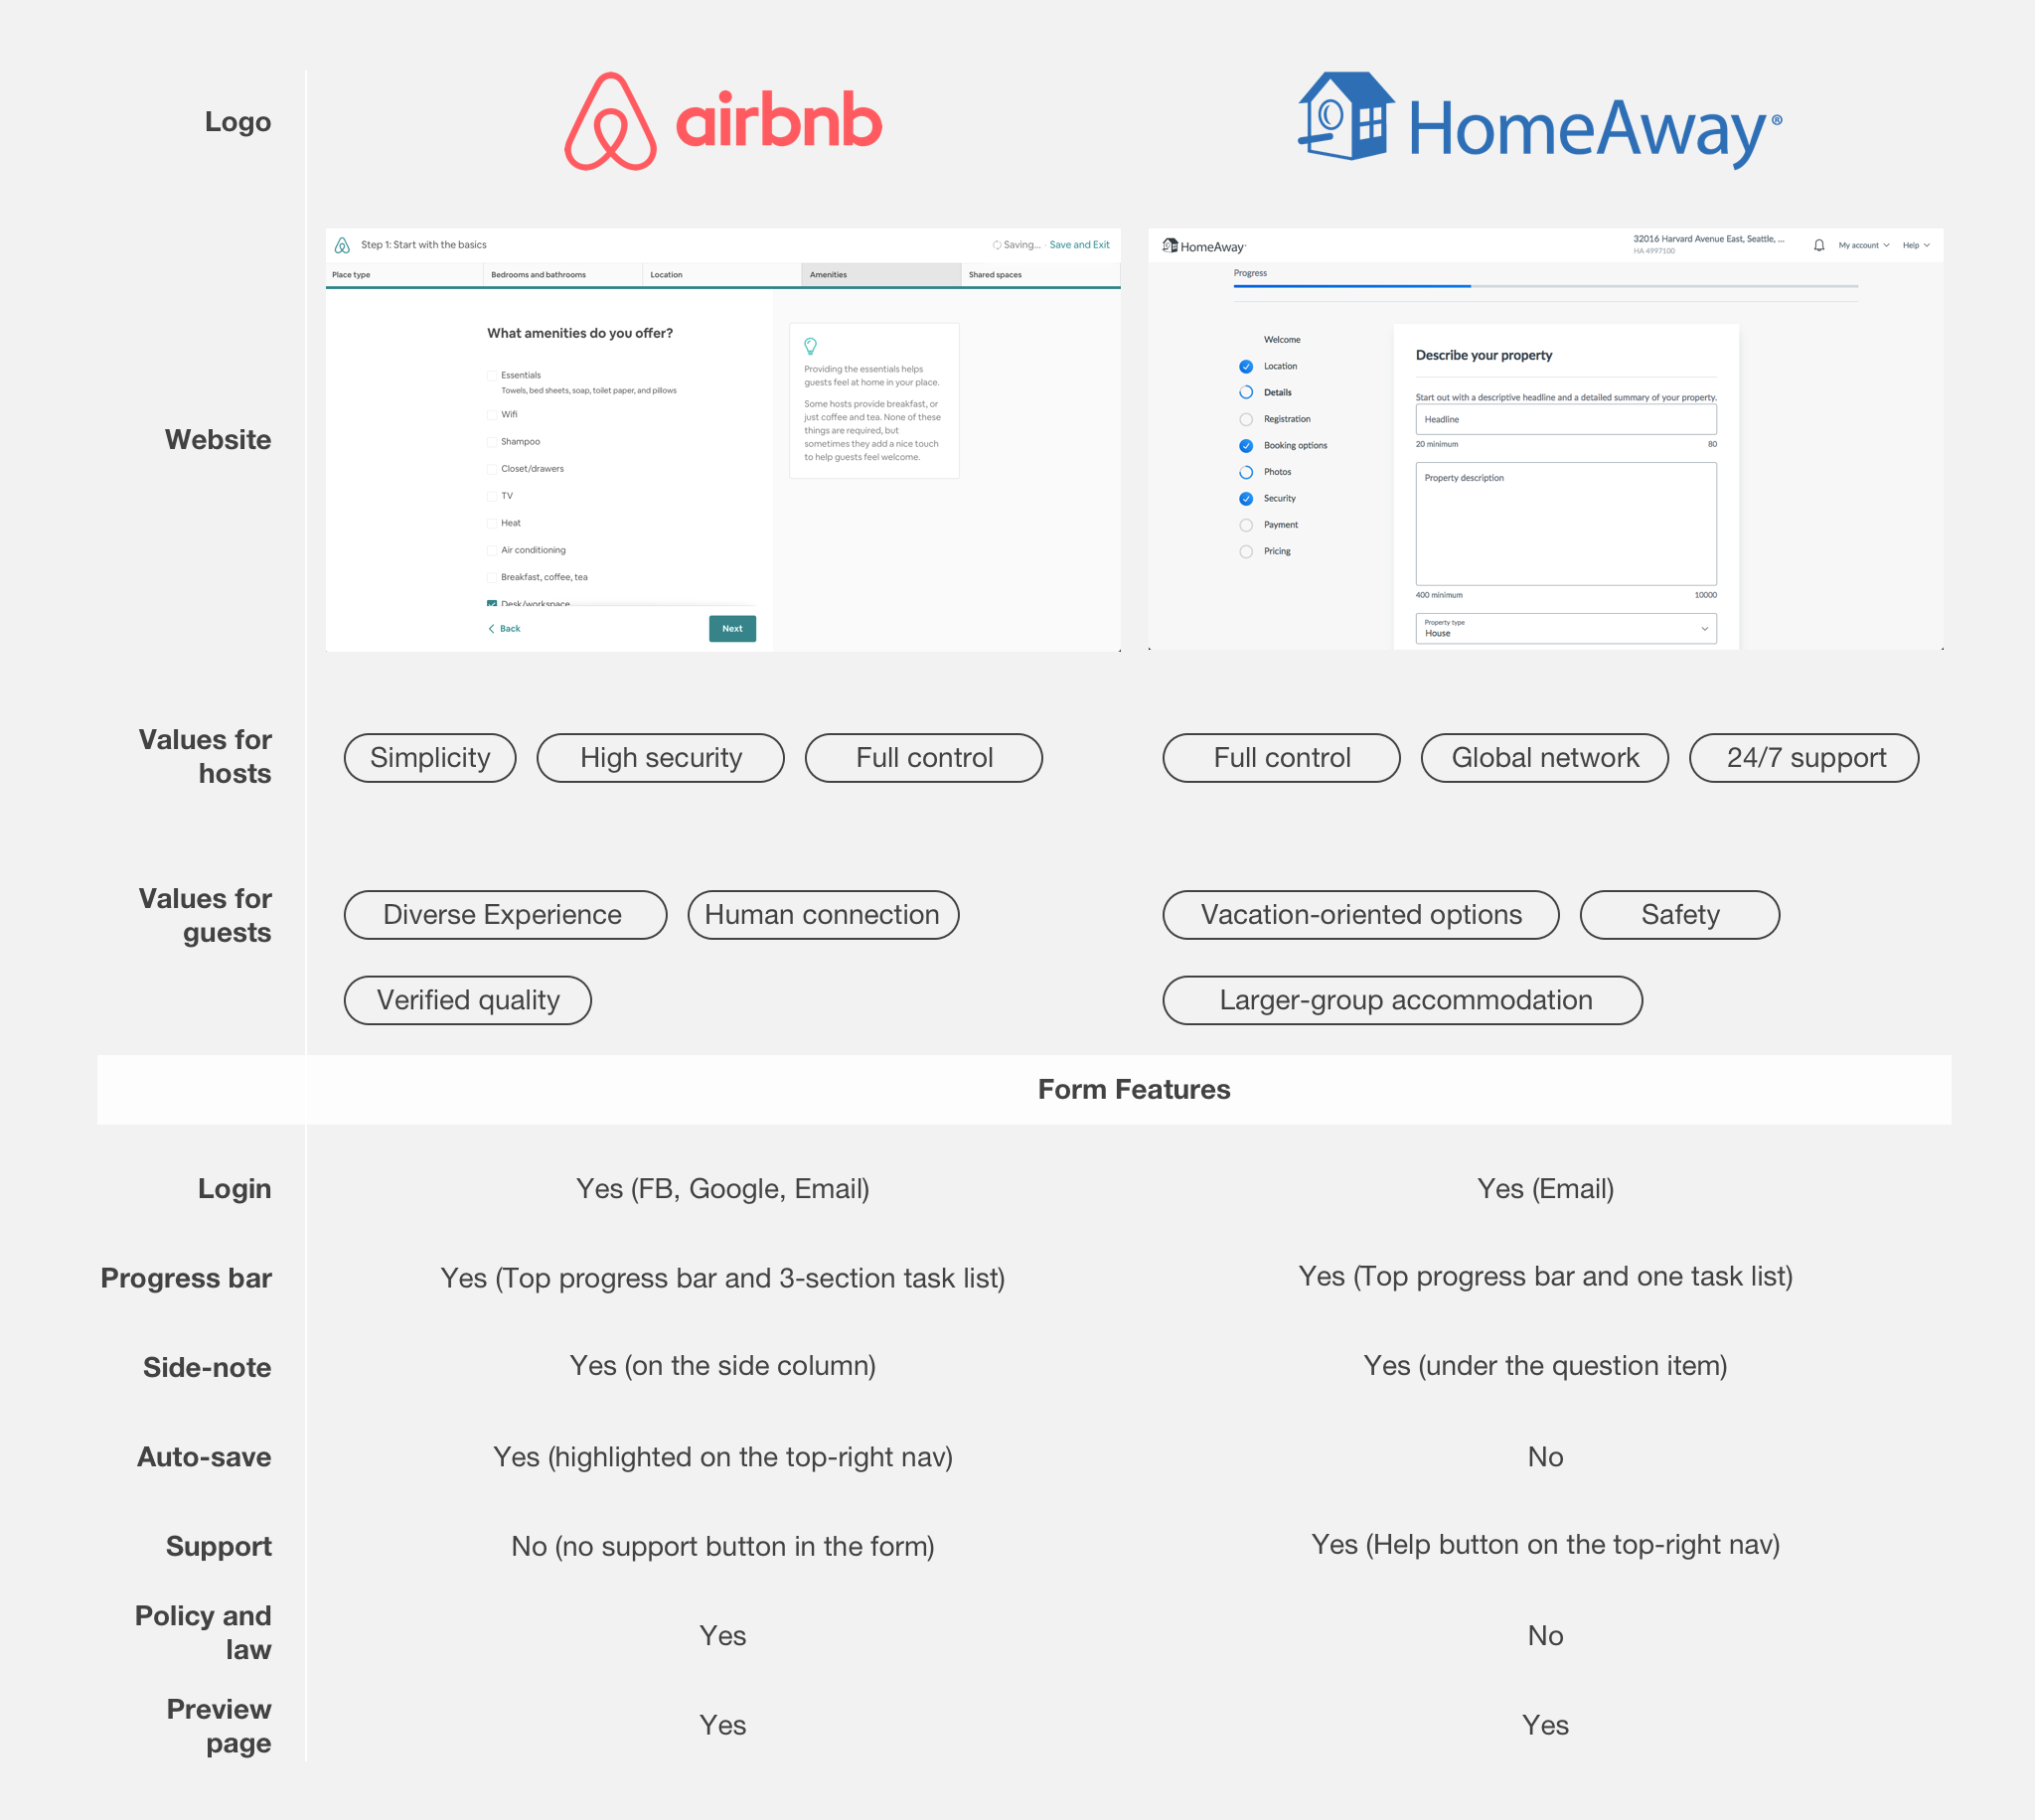 Logo
airbnb
HomeAway®
Website
Step 1: Start with the basics
Saving... · Save and Exit
Place type
Bedrooms and bathrooms
Location
Amenities
Shared spaces
What amenities do you offer?
Essentials
Towels, bed sheets, soap, toilet paper, and pillows
Wifi
Shampoo
Closet/drawers
TV
Heat
Air conditioning
Breakfast, coffee, tea
Desk/workspace
Back
Next
Providing the essentials helps
guests feel at home in your place.
Some hosts provide breakfast, or
just coffee and tea. None of these
things are required, but
sometimes they add a nice touch
to help guests feel welcome.
HomeAway
32016 Harvard Avenue East, Seattle, ...
HA 4997100
My account
Help
Progress
Welcome
Location
Details
Registration
Booking options
Photos
Security
Payment
Pricing
Describe your property
Start out with a descriptive headline and a detailed summary of your property.
Headline
20 minimum
80
Property description
400 minimum
10000
Property type
House
Values for
hosts
Simplicity
High security
Full control
Full control
Global network
24/7 support
Values for
guests
Diverse Experience
Human connection
Verified quality
Vacation-oriented options
Safety
Larger-group accommodation
Form Features
Login
Yes (FB, Google, Email)
Yes (Email)
Progress bar
Yes (Top progress bar and 3-section task list)
Yes (Top progress bar and one task list)
Side-note
Yes (on the side column)
Yes (under the question item)
Auto-save
Yes (highlighted on the top-right nav)
No
Support
No (no support button in the form)
Yes (Help button on the top-right nav)
Policy and
law
Yes
No
Preview
page
Yes
Yes